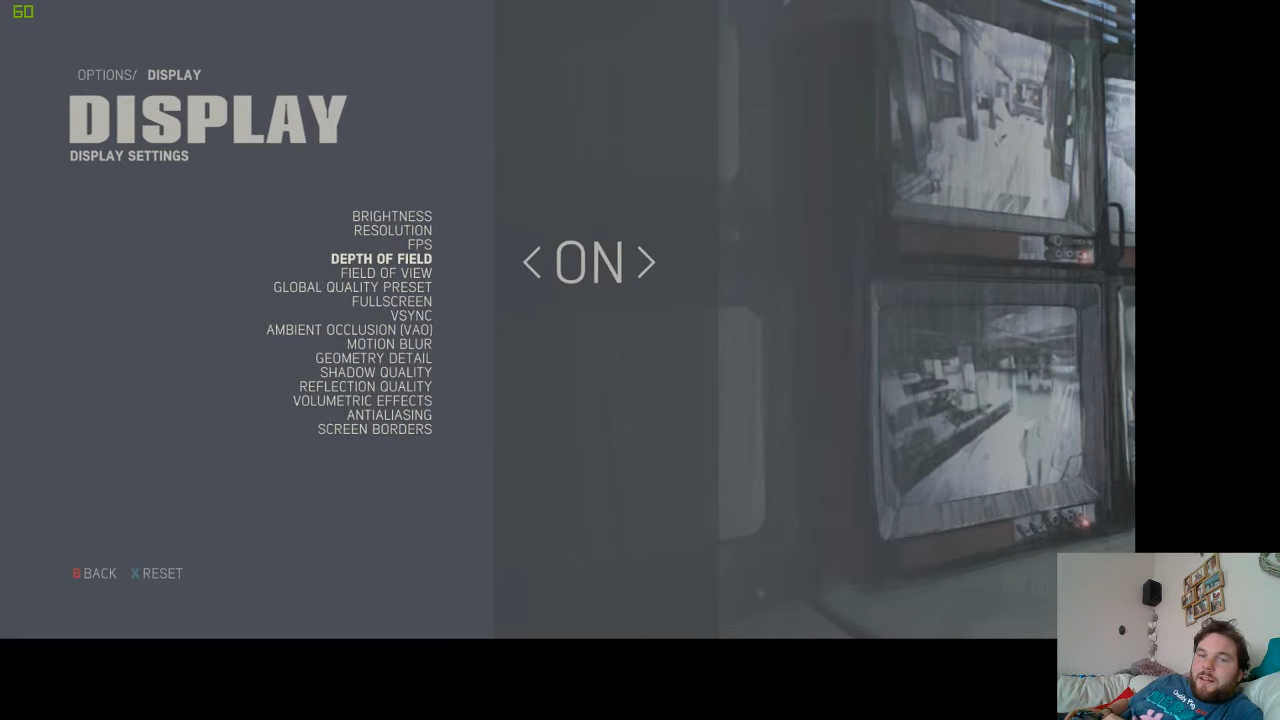 60
OPTIONS/ DISPLAY
DISPLAY
DISPLAY SETTINGS
BRIGHTNESS
RESOLUTION
FPS
DEPTH OF FIELD
< ON >
FIELD OF VIEW
GLOBAL QUALITY PRESET
FULLSCREEN
VSYNC
AMBIENT OCCLUSION (VAO)
MOTION BLUR
GEOMETRY DETAIL
SHADOW QUALITY
REFLECTION QUALITY
VOLUMETRIC EFFECTS
ANTIALIASING
SCREEN BORDERS
B BACK X RESET